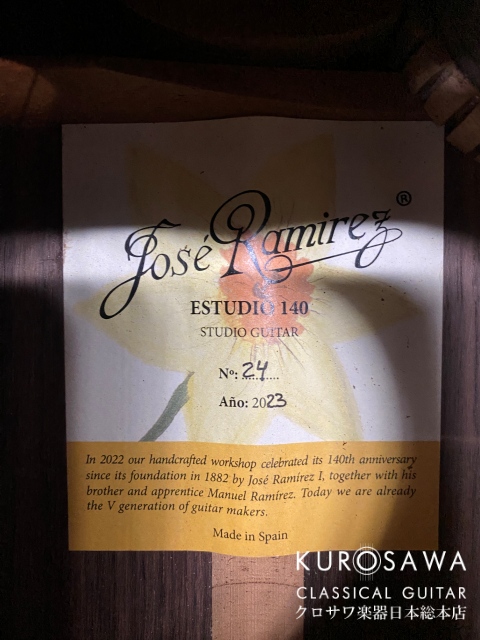 José Ramirez®
ESTUDIO 140
STUDIO GUITAR
Nº: 24
Año: 2023
In 2022 our handcrafted workshop celebrated its 140th anniversary
since its foundation in 1882 by José Ramírez I, together with his
brother and apprentice Manuel Ramírez. Today we are already
the V generation of guitar makers.
Made in Spain
KUROSAWA
CLASSICAL GUITAR
クロサワ楽器日本総本店